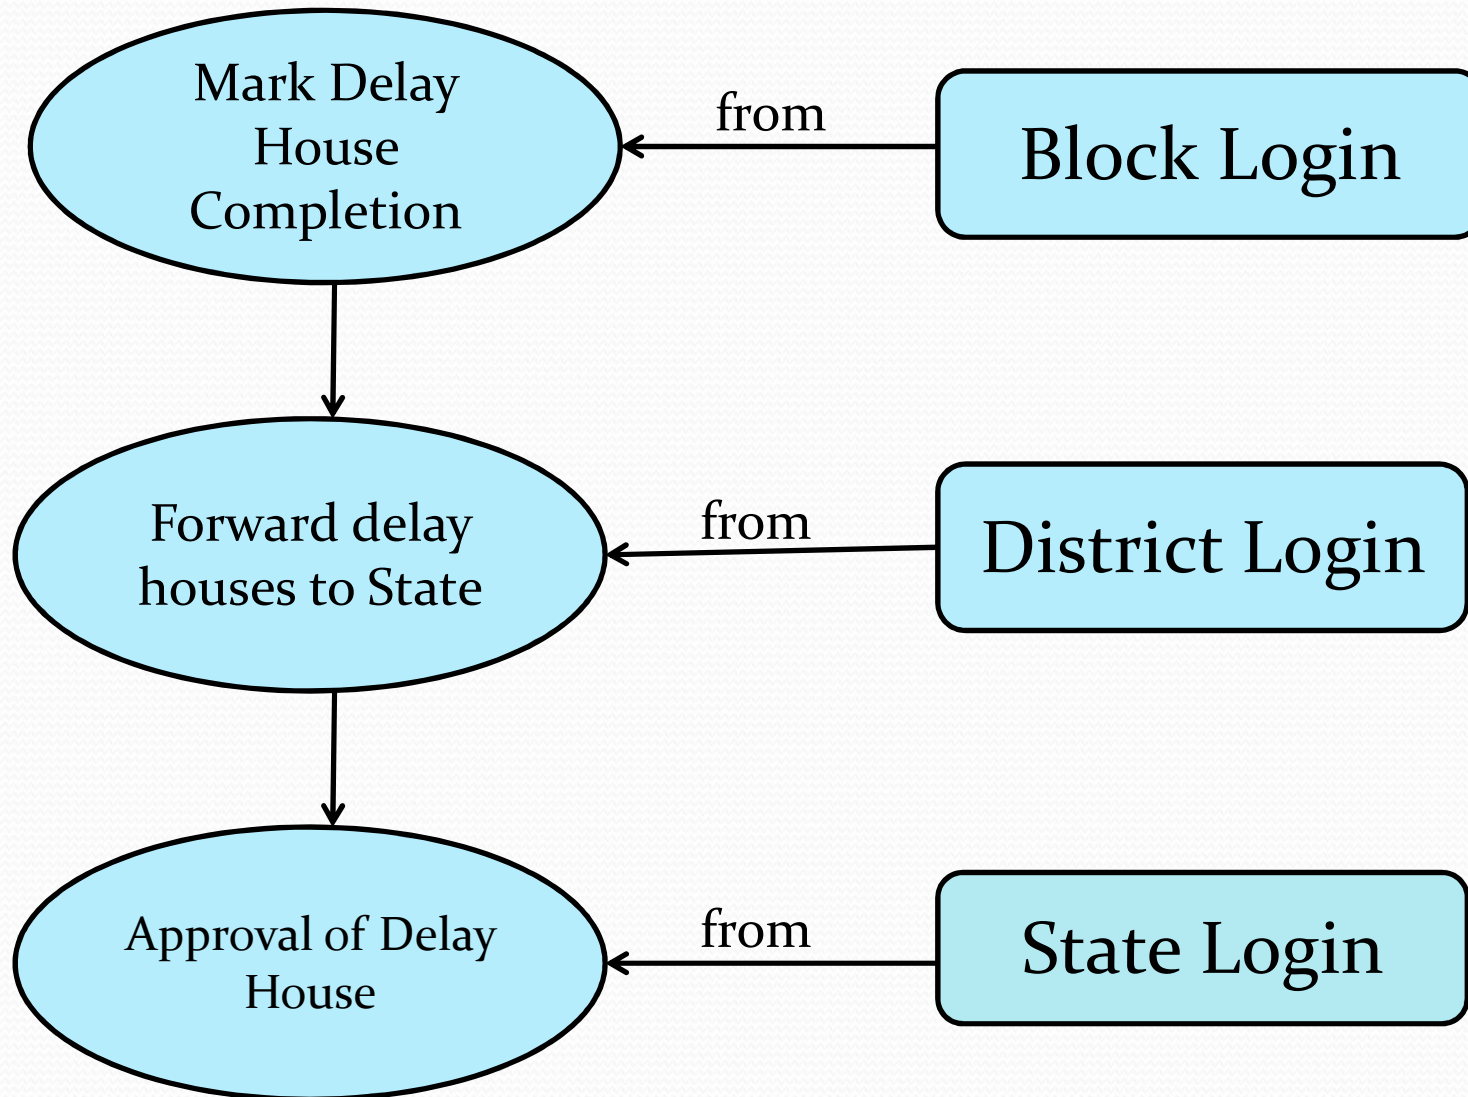 Mark Delay
House
Completion
from
Block Login
Forward delay
houses to State
from
District Login
Approval of Delay
House
from
State Login